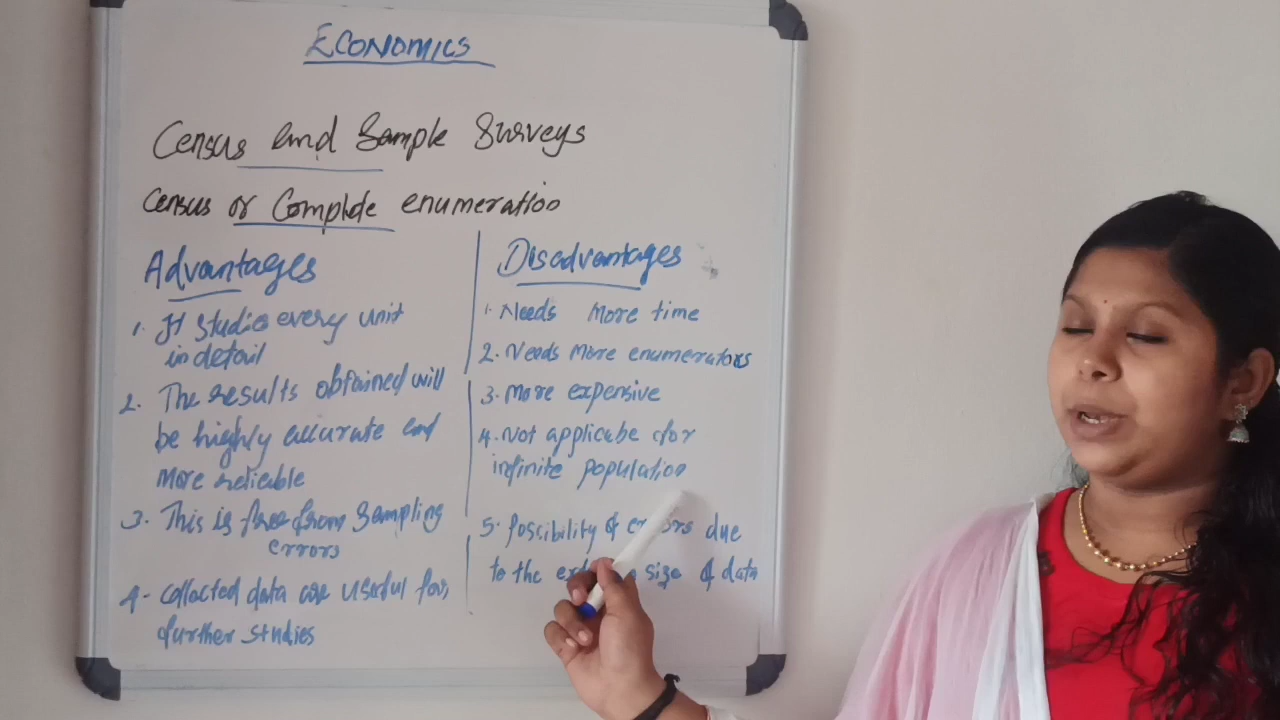 ECONOMICS
Census and Sample Surveys
Census or Complete enumeration
Advantages
1. It studies every unit
in detail
2. The results obtained will
be highly accurate and
More reliable
3. This is free from Sampling
errors
4- Collected data are useful for
further studies
Disadvantages
1. Needs More time
2. Needs More enumerators
3. More expensive
4. Not applicabe for
infinite population
5. Possibility of errors due
to the size of data